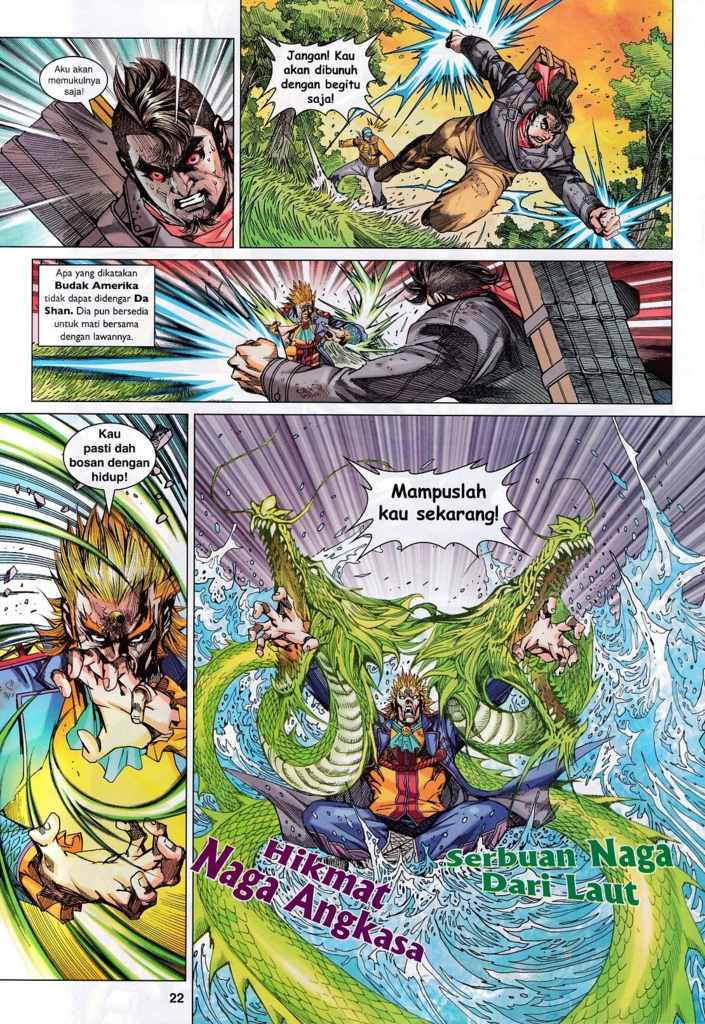 Aku akan
memukulnya
saja!
Jangan! Kau
akan dibunuh
dengan begitu
saja!
Apa yang dikatakan
Budak Amerika
tidak dapat didengar Da
Shan. Dia pun bersedia
untuk mati bersama
dengan lawannya.
Kau
pasti dah
bosan dengan
hidup!
Mampuslah
kau sekarang!
Hikmat
Naga Angkasa
Serbuan Naga
Dari Laut
22